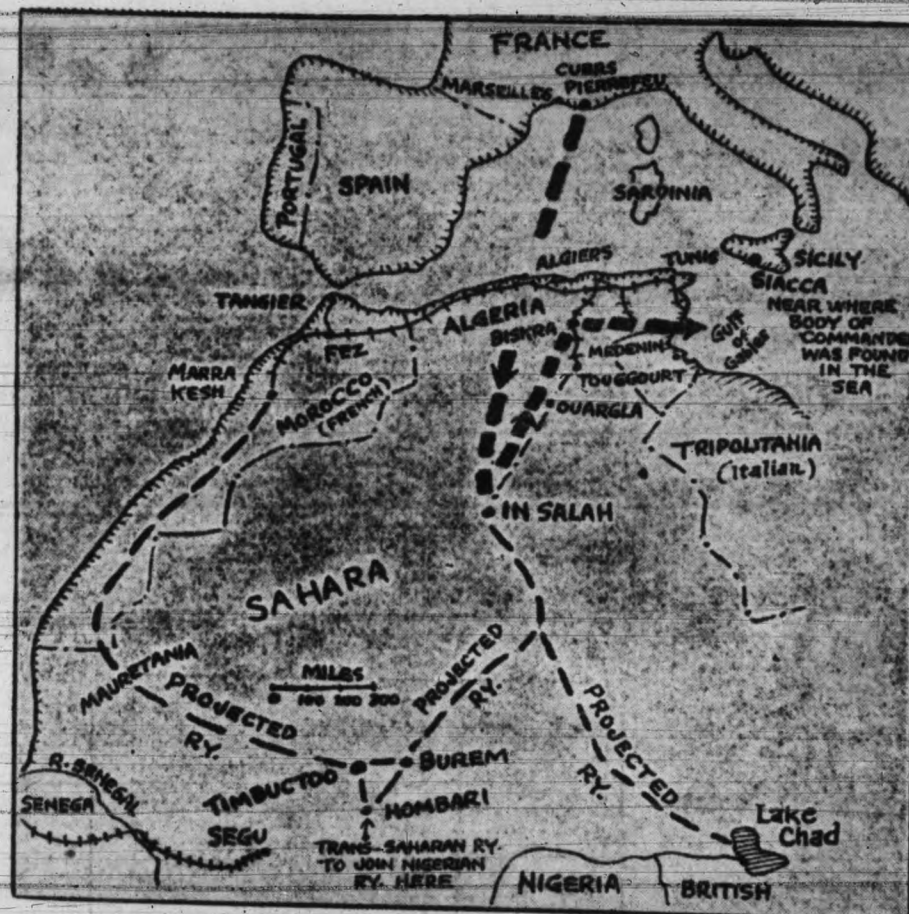 FRANCE
CUERS
MARSEILLES PIERREFEU
PORTUGAL
SPAIN
SARDINIA
ALGIERS
TUNIS
SICILY
SIACCA
NEAR WHERE
BODY OF
COMMANDE
WAS FOUND
IN THE
SEA
TANGIER
ALGERIA
BISKRA
Gulf
of
Gabes
FEZ
MEDENIN
MARRA
KESH
TOUGGOURT
MOROCCO
(FRENCH)
OUARGLA
TRIPOLITANIA
(Italian)
IN SALAH
SAHARA
MAURETANIA
MILES
0 100 200 300
PROJECTED
RY.
PROJECTED
RY.
PROJECTED
RY.
BUREM
TIMBUCTOO
R. SENEGAL
SENEGA
HOMBARI
SEGU
TRANS-SAHARAN RY.
TO JOIN NIGERIAN
RY. HERE
Lake
Chad
NIGERIA
BRITISH